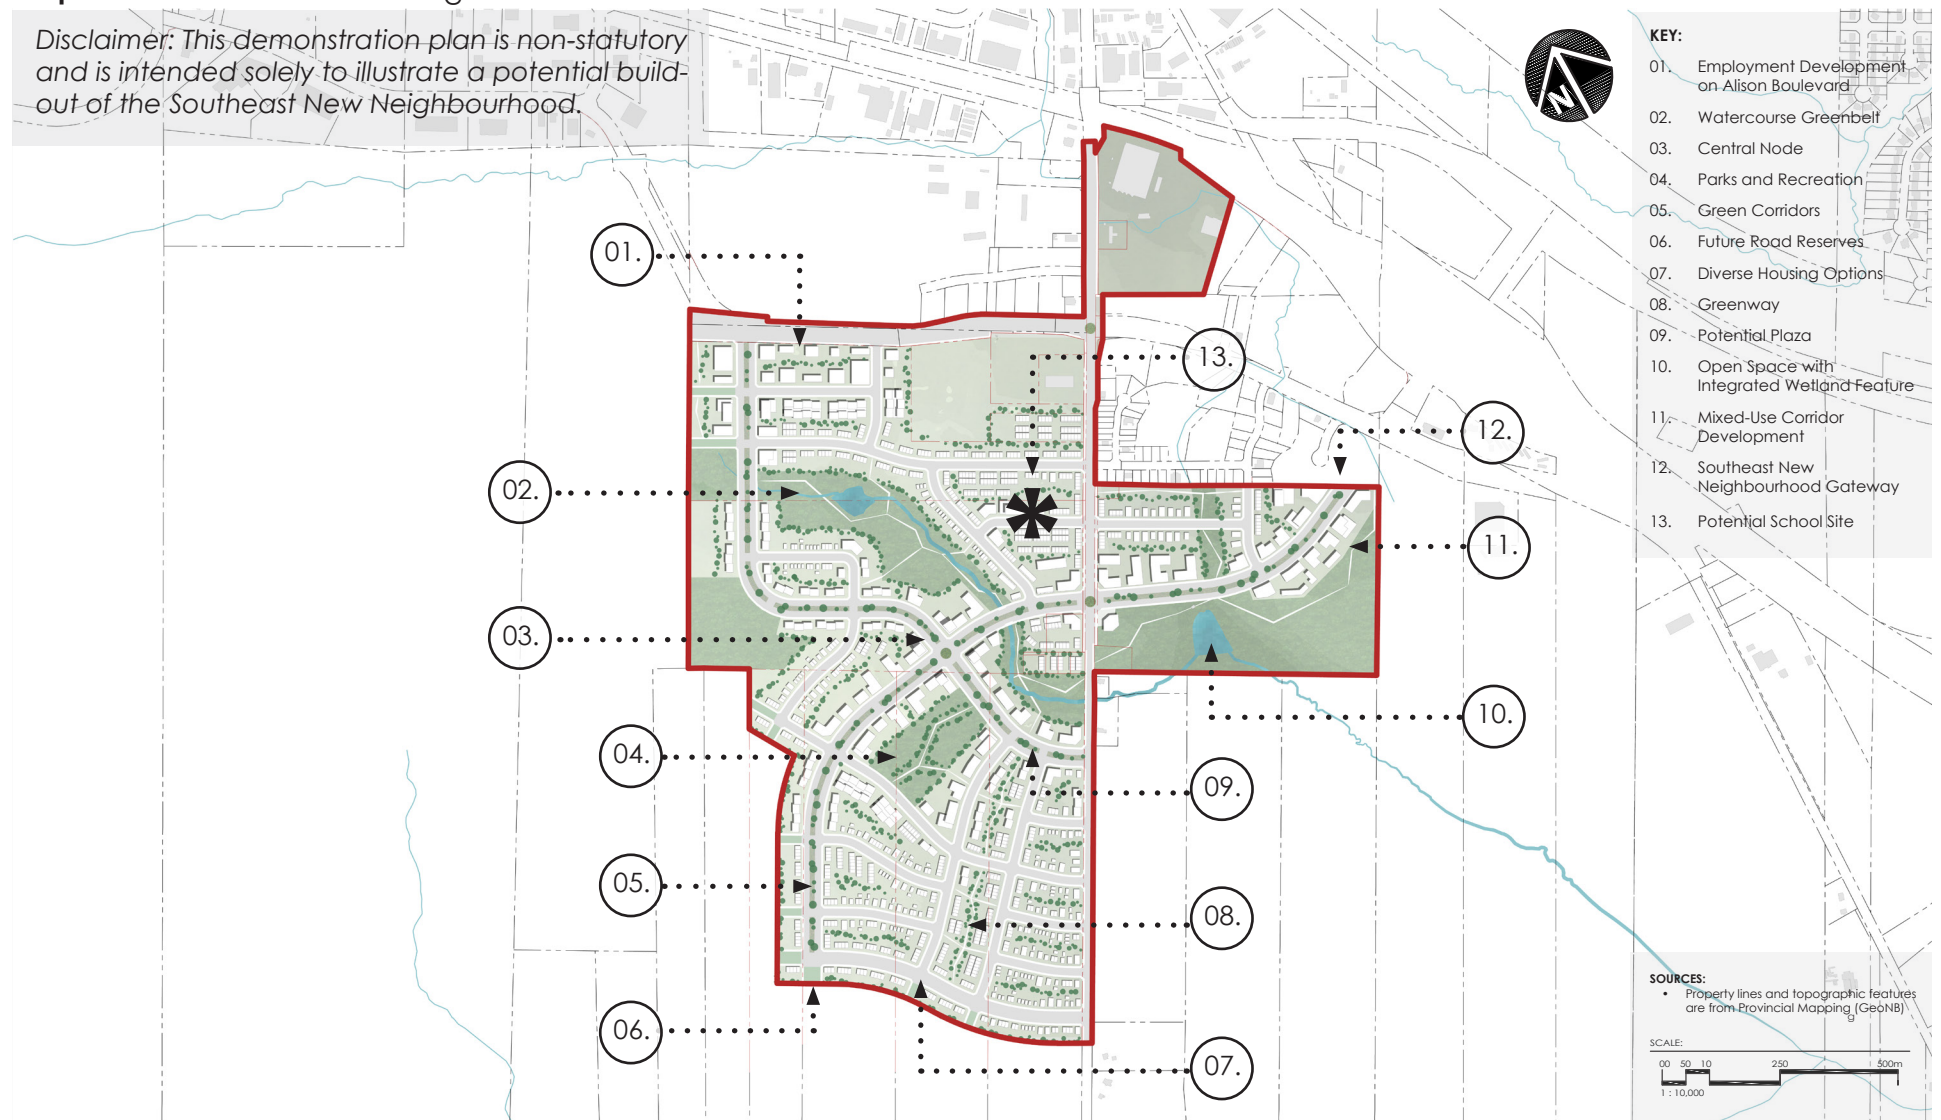 Disclaimer: This demonstration plan is non-statutory
and is intended solely to illustrate a potential build-
out of the Southeast New Neighbourhood.
N
KEY:
01. Employment Development
on Alison Boulevard
02. Watercourse Greenbelt
03. Central Node
04. Parks and Recreation
05. Green Corridors
06. Future Road Reserves
07. Diverse Housing Options
08. Greenway
09. Potential Plaza
10. Open Space with
Integrated Wetland Feature
11. Mixed-Use Corridor
Development
12. Southeast New
Neighbourhood Gateway
13. Potential School Site
01.
13.
12.
02.
11.
03.
10.
04.
09.
05.
08.
06.
07.
SOURCES:
• Property lines and topographic features
are from Provincial Mapping (GeoNB)
g
SCALE:
00 50 10 250 500m
1 : 10,000